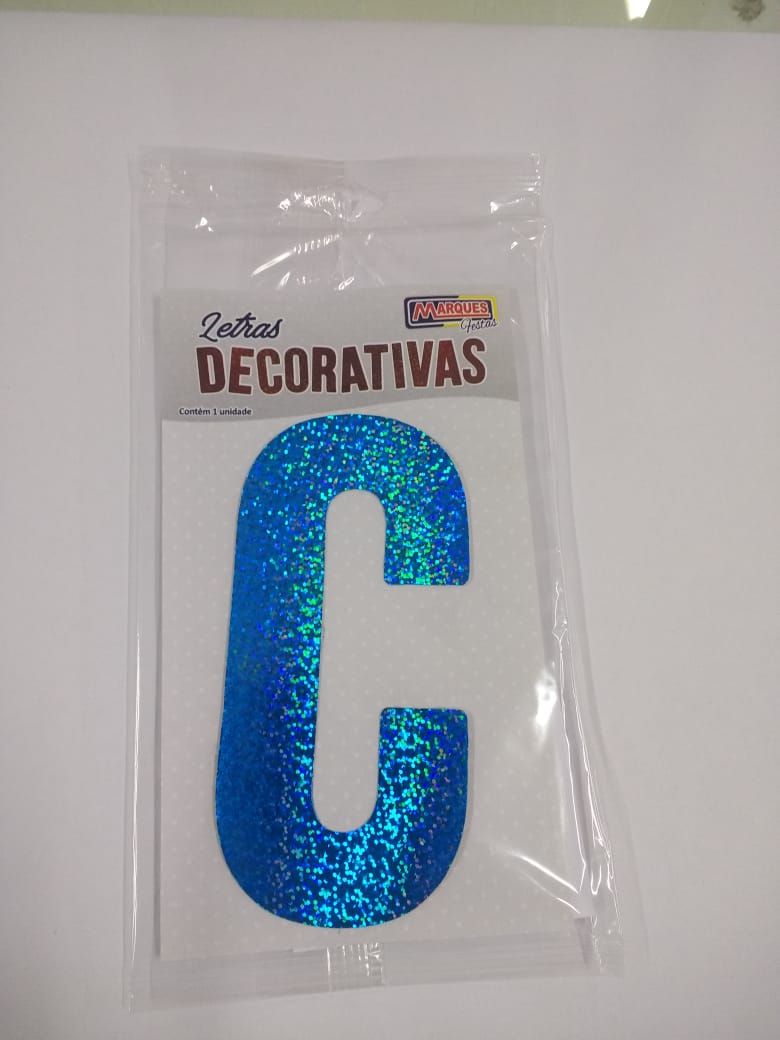 Letras
MARQUES
Festas
DECORATIVAS
Contém 1 unidade
C